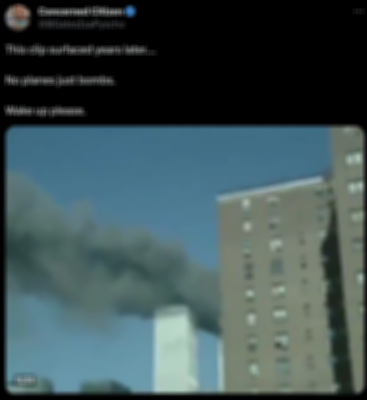 Concerned Citizen
This clip surfaced years later....
No planes just bombs.
Wake up please.